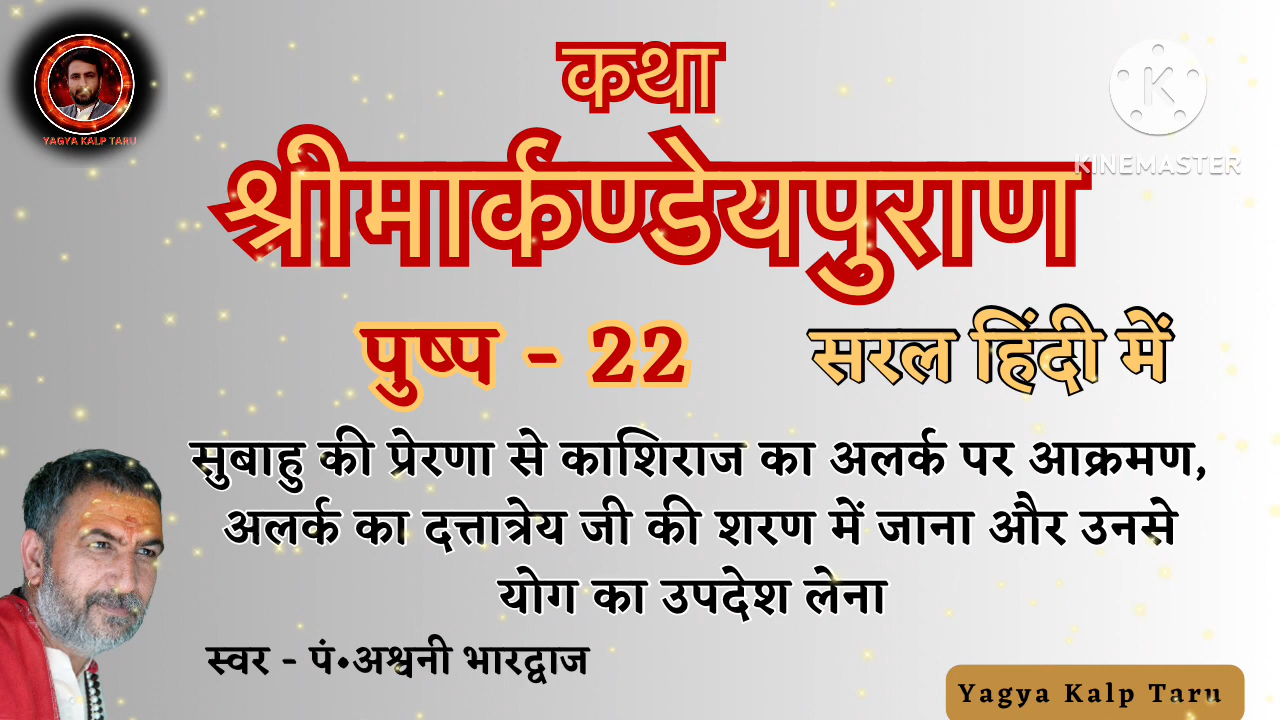 YAGYA KALP TARU
कथा
KINEMASTER
श्रीमार्कण्डेयपुराण
पुष्प - 22
सरल हिंदी में
सुबाहु की प्रेरणा से काशिराज का अलर्क पर आक्रमण,
अलर्क का दत्तात्रेय जी की शरण में जाना और उनसे
योग का उपदेश लेना
स्वर - पं•अश्वनी भारद्वाज
Yagya Kalp Taru